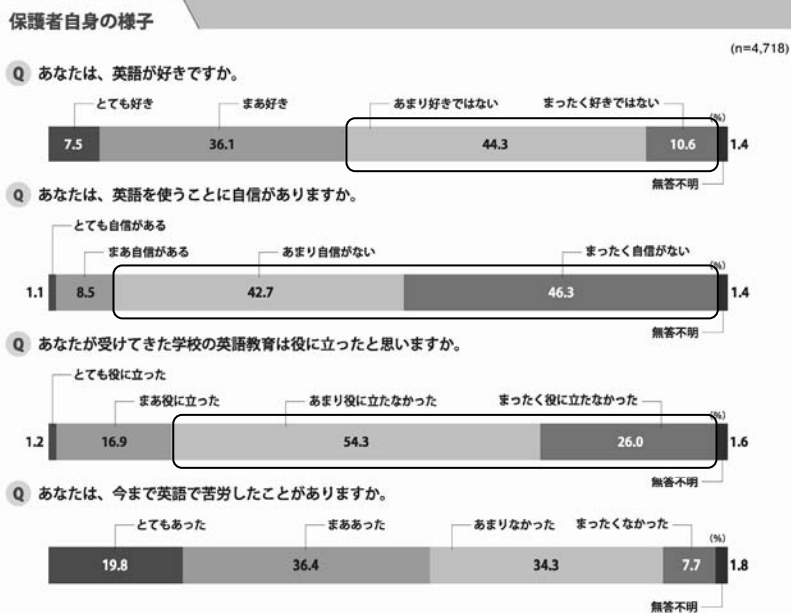 保護者自身の様子
(n=4,718)
Q あなたは、英語が好きですか。
とても好き まあ好き あまり好きではない まったく好きではない
(%)
7.5 36.1 44.3 10.6 1.4
無答不明
Q あなたは、英語を使うことに自信がありますか。
とても自信がある
まあ自信がある あまり自信がない まったく自信がない
(%)
1.1 8.5 42.7 46.3 1.4
無答不明
Q あなたが受けてきた学校の英語教育は役に立ったと思いますか。
とても役に立った
まあ役に立った あまり役に立たなかった まったく役に立たなかった
(%)
1.2 16.9 54.3 26.0 1.6
無答不明
Q あなたは、今まで英語で苦労したことがありますか。
とてもあった まああった あまりなかった まったくなかった
(%)
19.8 36.4 34.3 7.7 1.8
無答不明